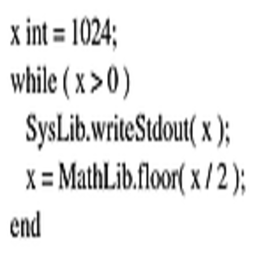 x int = 1024;
while ( x > 0 )
SysLib.writeStdout( x );
x = MathLib.floor( x / 2 );
end